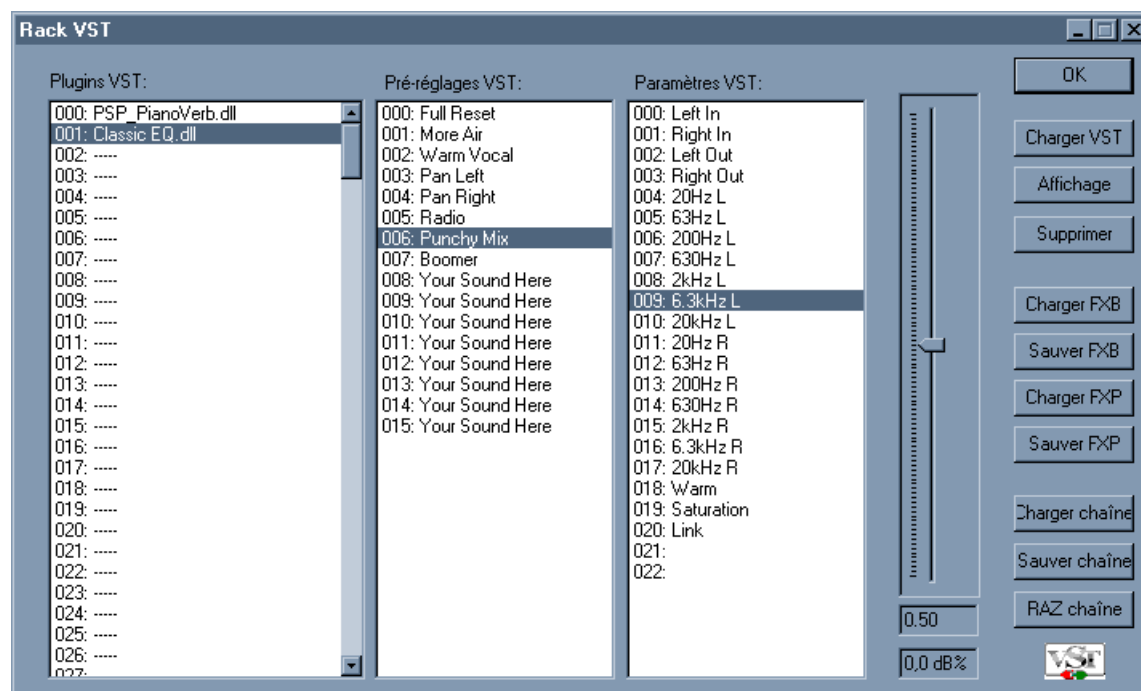 Rack VST
Plugins VST:
000: PSP_PianoVerb.dll
001: Classic EQ.dll
002: -----
003: -----
004: -----
005: -----
006: -----
007: -----
008: -----
009: -----
010: -----
011: -----
012: -----
013: -----
014: -----
015: -----
016: -----
017: -----
018: -----
019: -----
020: -----
021: -----
022: -----
023: -----
024: -----
025: -----
026: -----
027:
Pré-réglages VST:
000: Full Reset
001: More Air
002: Warm Vocal
003: Pan Left
004: Pan Right
005: Radio
006: Punchy Mix
007: Boomer
008: Your Sound Here
009: Your Sound Here
010: Your Sound Here
011: Your Sound Here
012: Your Sound Here
013: Your Sound Here
014: Your Sound Here
015: Your Sound Here
Paramètres VST:
000: Left In
001: Right In
002: Left Out
003: Right Out
004: 20Hz L
005: 63Hz L
006: 200Hz L
007: 630Hz L
008: 2kHz L
009: 6.3kHz L
010: 20kHz L
011: 20Hz R
012: 63Hz R
013: 200Hz R
014: 630Hz R
015: 2kHz R
016: 6.3kHz R
017: 20kHz R
018: Warm
019: Saturation
020: Link
021:
022:
0.50
0,0 dB%
OK
Charger VST
Affichage
Supprimer
Charger FXB
Sauver FXB
Charger FXP
Sauver FXP
Charger chaîne
Sauver chaîne
RAZ chaîne
VST